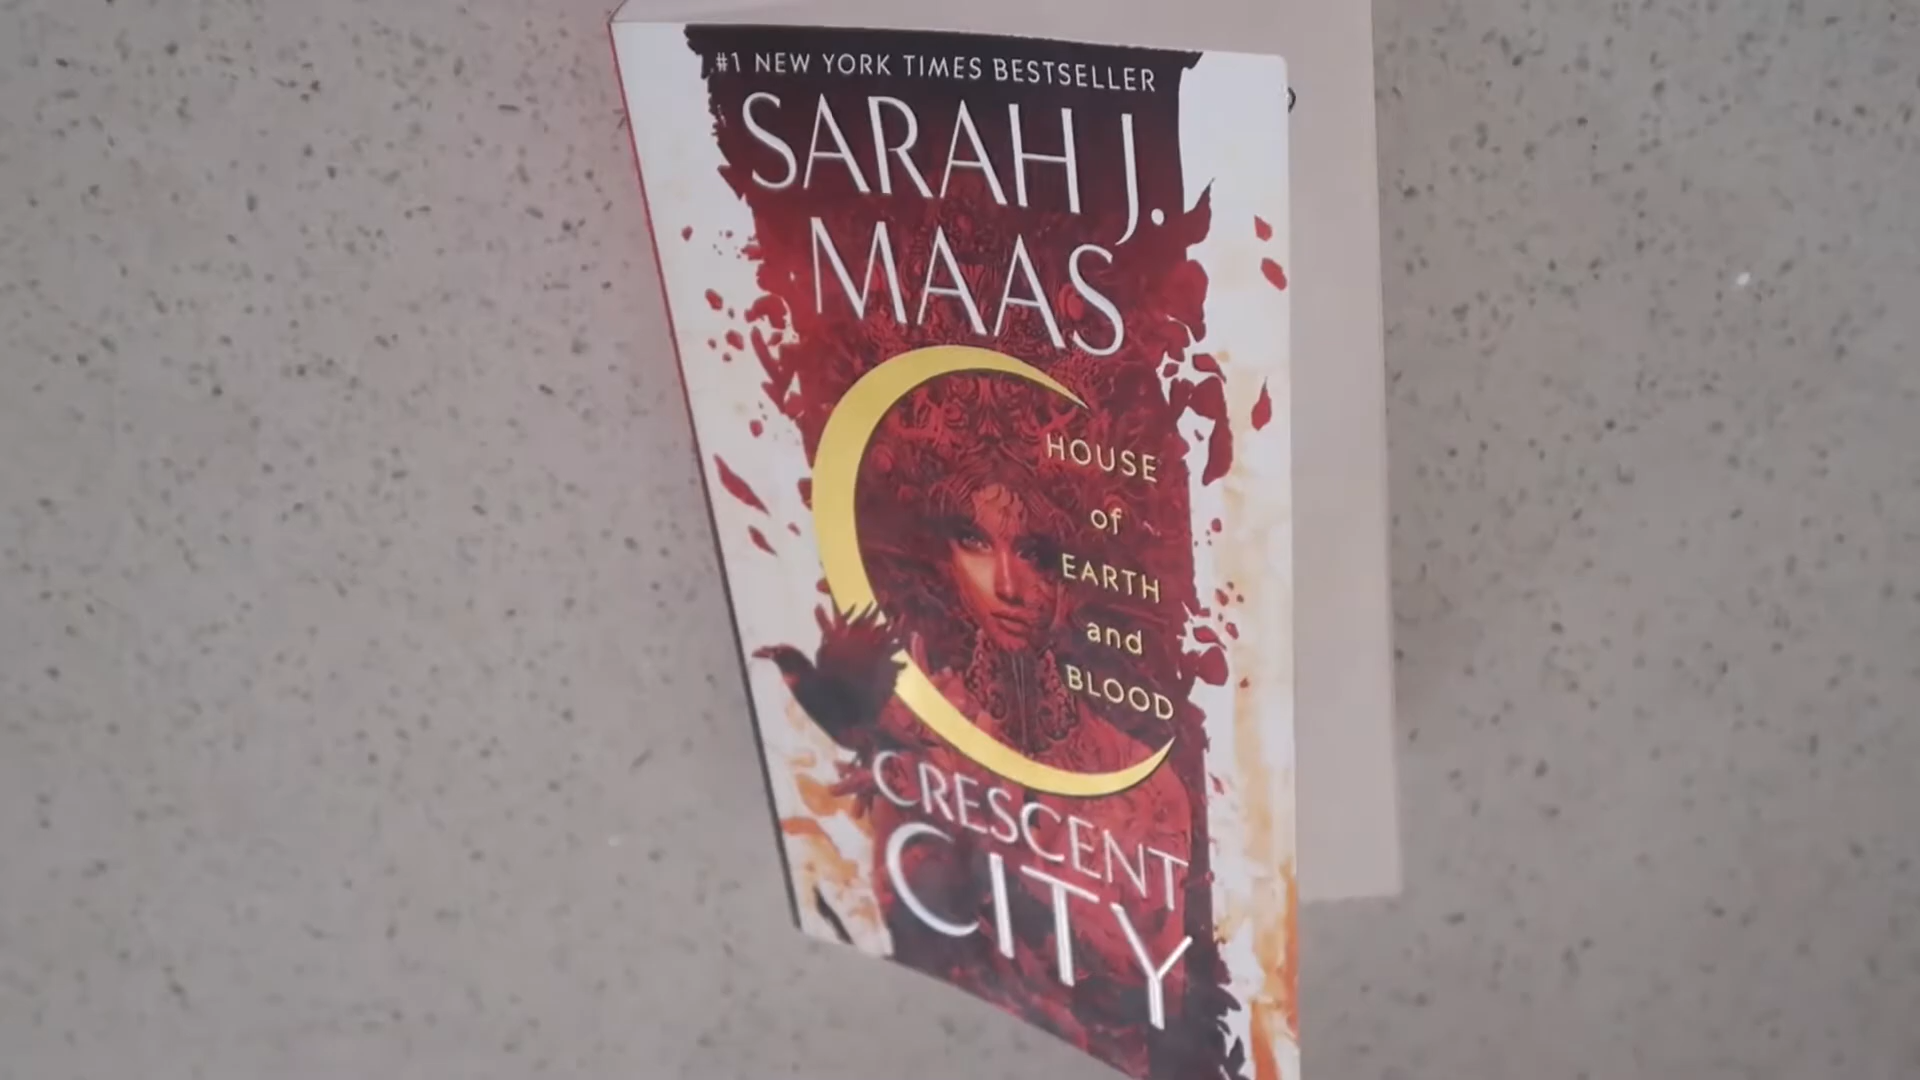 #1 NEW YORK TIMES BESTSELLER
SARAH J.
MAAS
HOUSE
of
EARTH
and
BLOOD
CRESCENT
CITY